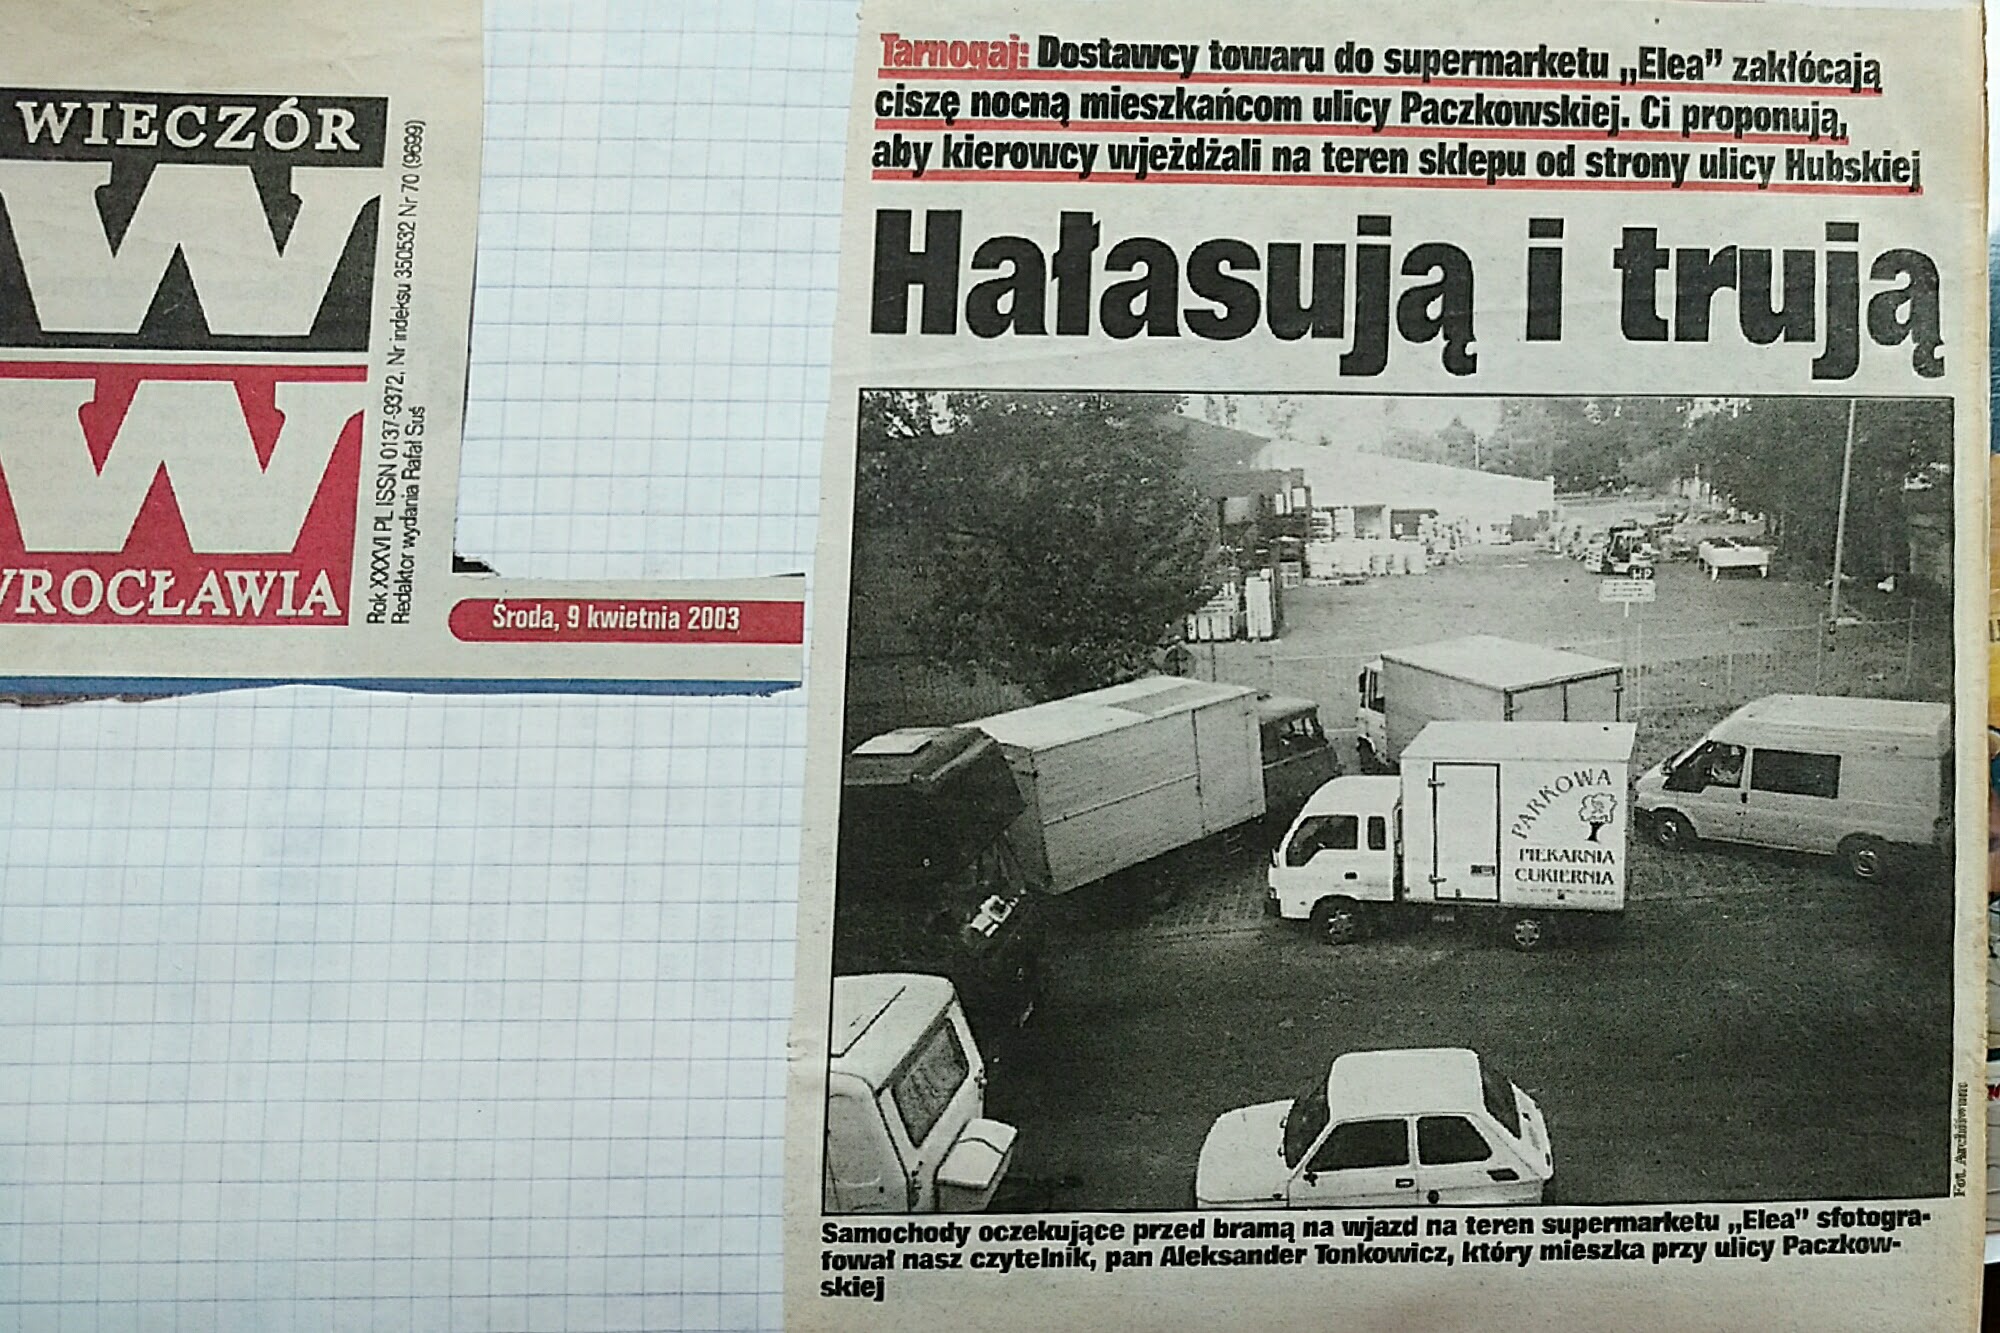 WIECZÓR
WROCŁAWIA
Rok XXXVI PL ISSN 0137-9372, Nr indeksu 350532 Nr 70 (9699)
Redaktor wydania Rafał Suś
Środa, 9 kwietnia 2003
Tarnogaj: Dostawcy towaru do supermarketu „Elea” zakłócają
ciszę nocną mieszkańcom ulicy Paczkowskiej. Ci proponują,
aby kierowcy wjeżdżali na teren sklepu od strony ulicy Hubskiej
Hałasują i trują
PARKOWA
PIEKARNIA
CUKIERNIA
Fot. Archiwum
Samochody oczekujące przed bramą na wjazd na teren supermarketu „Elea” sfotogra-
fował nasz czytelnik, pan Aleksander Tonkowicz, który mieszka przy ulicy Paczkow-
skiej